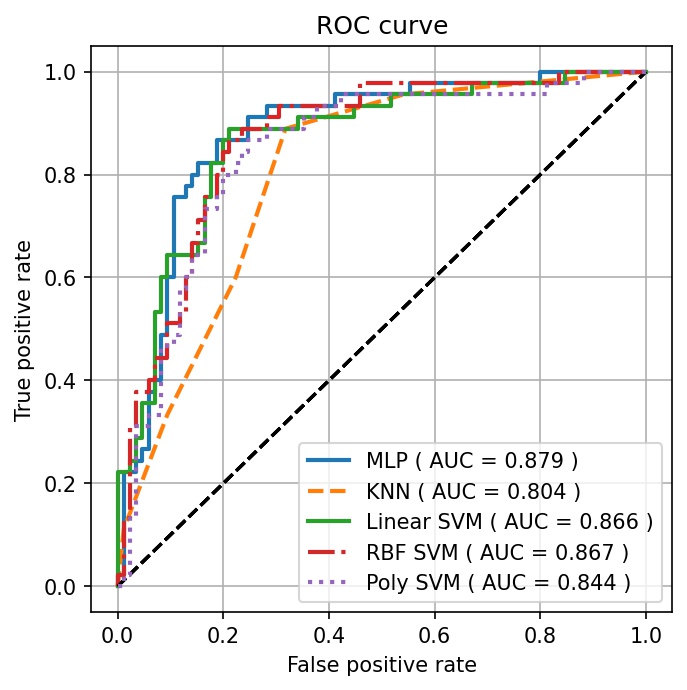 ROC curve
True positive rate
1.0
0.8
0.6
0.4
0.2
0.0
MLP ( AUC = 0.879 )
KNN ( AUC = 0.804 )
Linear SVM ( AUC = 0.866 )
RBF SVM ( AUC = 0.867 )
Poly SVM ( AUC = 0.844 )
0.0 0.2 0.4 0.6 0.8 1.0
False positive rate